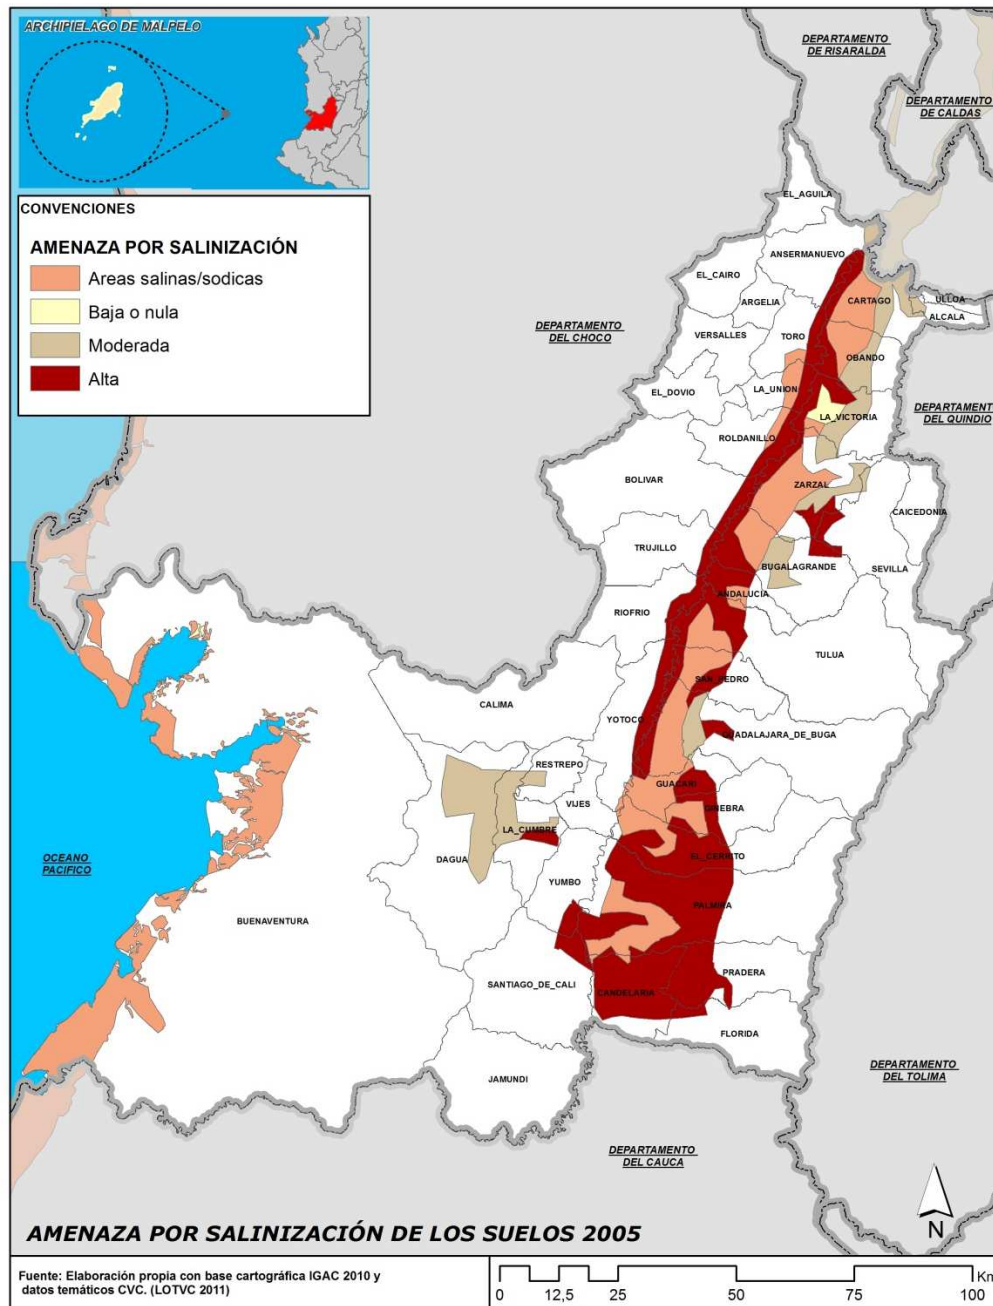 ARCHIPIELAGO DE MALPELO
CONVENCIONES
AMENAZA POR SALINIZACIÓN
Areas salinas/sodicas
Baja o nula
Moderada
Alta
DEPARTAMENTO
DE RISARALDA
DEPARTAMENTO
DE CALDAS
EL_AGUILA
ANSERMANUEVO
EL_CAIRO
CARTAGO
ULLOA
ARGELIA
ALCALA
DEPARTAMENTO
DEL CHOCO
VERSALLES
TORO
OBANDO
EL_DOVIO
LA_UNION
DEPARTAMENTO
DEL QUINDIO
LA_VICTORIA
ROLDANILLO
BOLIVAR
ZARZAL
CAICEDONIA
TRUJILLO
BUGALAGRANDE
SEVILLA
ANDALUCIA
RIOFRIO
TULUA
SAN_PEDRO
CALIMA
YOTOCO
GUADALAJARA_DE_BUGA
RESTREPO
GUACARI
VIJES
GINEBRA
LA_CUMBRE
OCEANO
PACIFICO
DAGUA
EL_CERRITO
YUMBO
PALMIRA
BUENAVENTURA
PRADERA
SANTIAGO_DE_CALI
CANDELARIA
FLORIDA
JAMUNDI
DEPARTAMENTO
DEL TOLIMA
DEPARTAMENTO
DEL CAUCA
N
AMENAZA POR SALINIZACIÓN DE LOS SUELOS 2005
Fuente: Elaboración propia con base cartográfica IGAC 2010 y
datos temáticos CVC. (LOTVC 2011)
Km
0 12,5 25 50 75 100